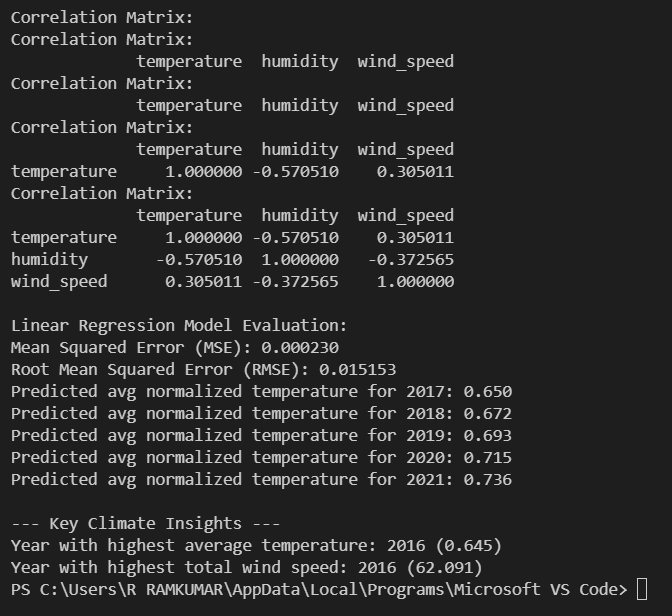 Correlation Matrix:
Correlation Matrix:
temperature humidity wind_speed
Correlation Matrix:
temperature humidity wind_speed
Correlation Matrix:
temperature humidity wind_speed
temperature 1.000000 -0.570510 0.305011
Correlation Matrix:
temperature humidity wind_speed
temperature 1.000000 -0.570510 0.305011
humidity -0.570510 1.000000 -0.372565
wind_speed 0.305011 -0.372565 1.000000
Linear Regression Model Evaluation:
Mean Squared Error (MSE): 0.000230
Root Mean Squared Error (RMSE): 0.015153
Predicted avg normalized temperature for 2017: 0.650
Predicted avg normalized temperature for 2018: 0.672
Predicted avg normalized temperature for 2019: 0.693
Predicted avg normalized temperature for 2020: 0.715
Predicted avg normalized temperature for 2021: 0.736
--- Key Climate Insights ---
Year with highest average temperature: 2016 (0.645)
Year with highest total wind speed: 2016 (62.091)
PS C:\Users\R RAMKUMAR\AppData\Local\Programs\Microsoft VS Code>